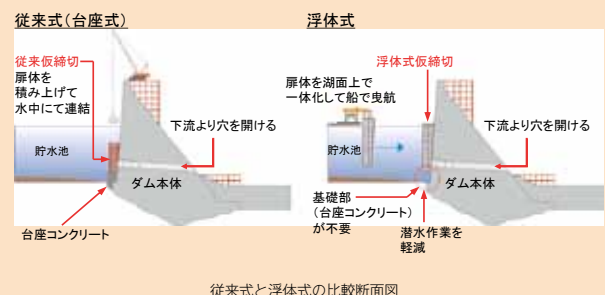 従来式(台座式)
従来仮締切
扉体を
積み上げて
水中にて連結
下流より穴を開ける
貯水池
ダム本体
台座コンクリート
浮体式
浮体式仮締切
扉体を湖面上で
一体化して船で曳航
下流より穴を開ける
貯水池
ダム本体
基礎部
(台座コンクリート)
が不要
潜水作業を
軽減
従来式と浮体式の比較断面図